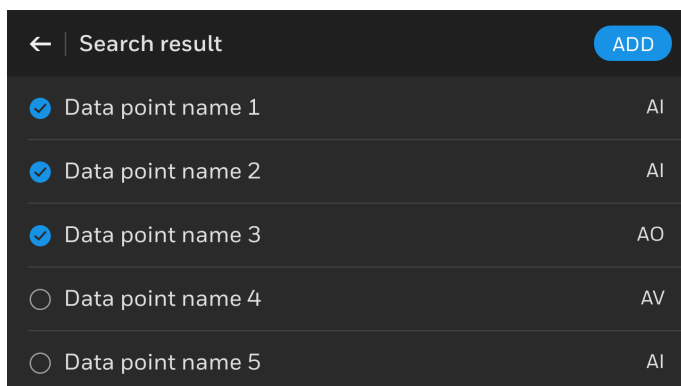 Search result ADD
Data point name 1 AI
Data point name 2 AI
Data point name 3 AO
Data point name 4 AV
Data point name 5 AI